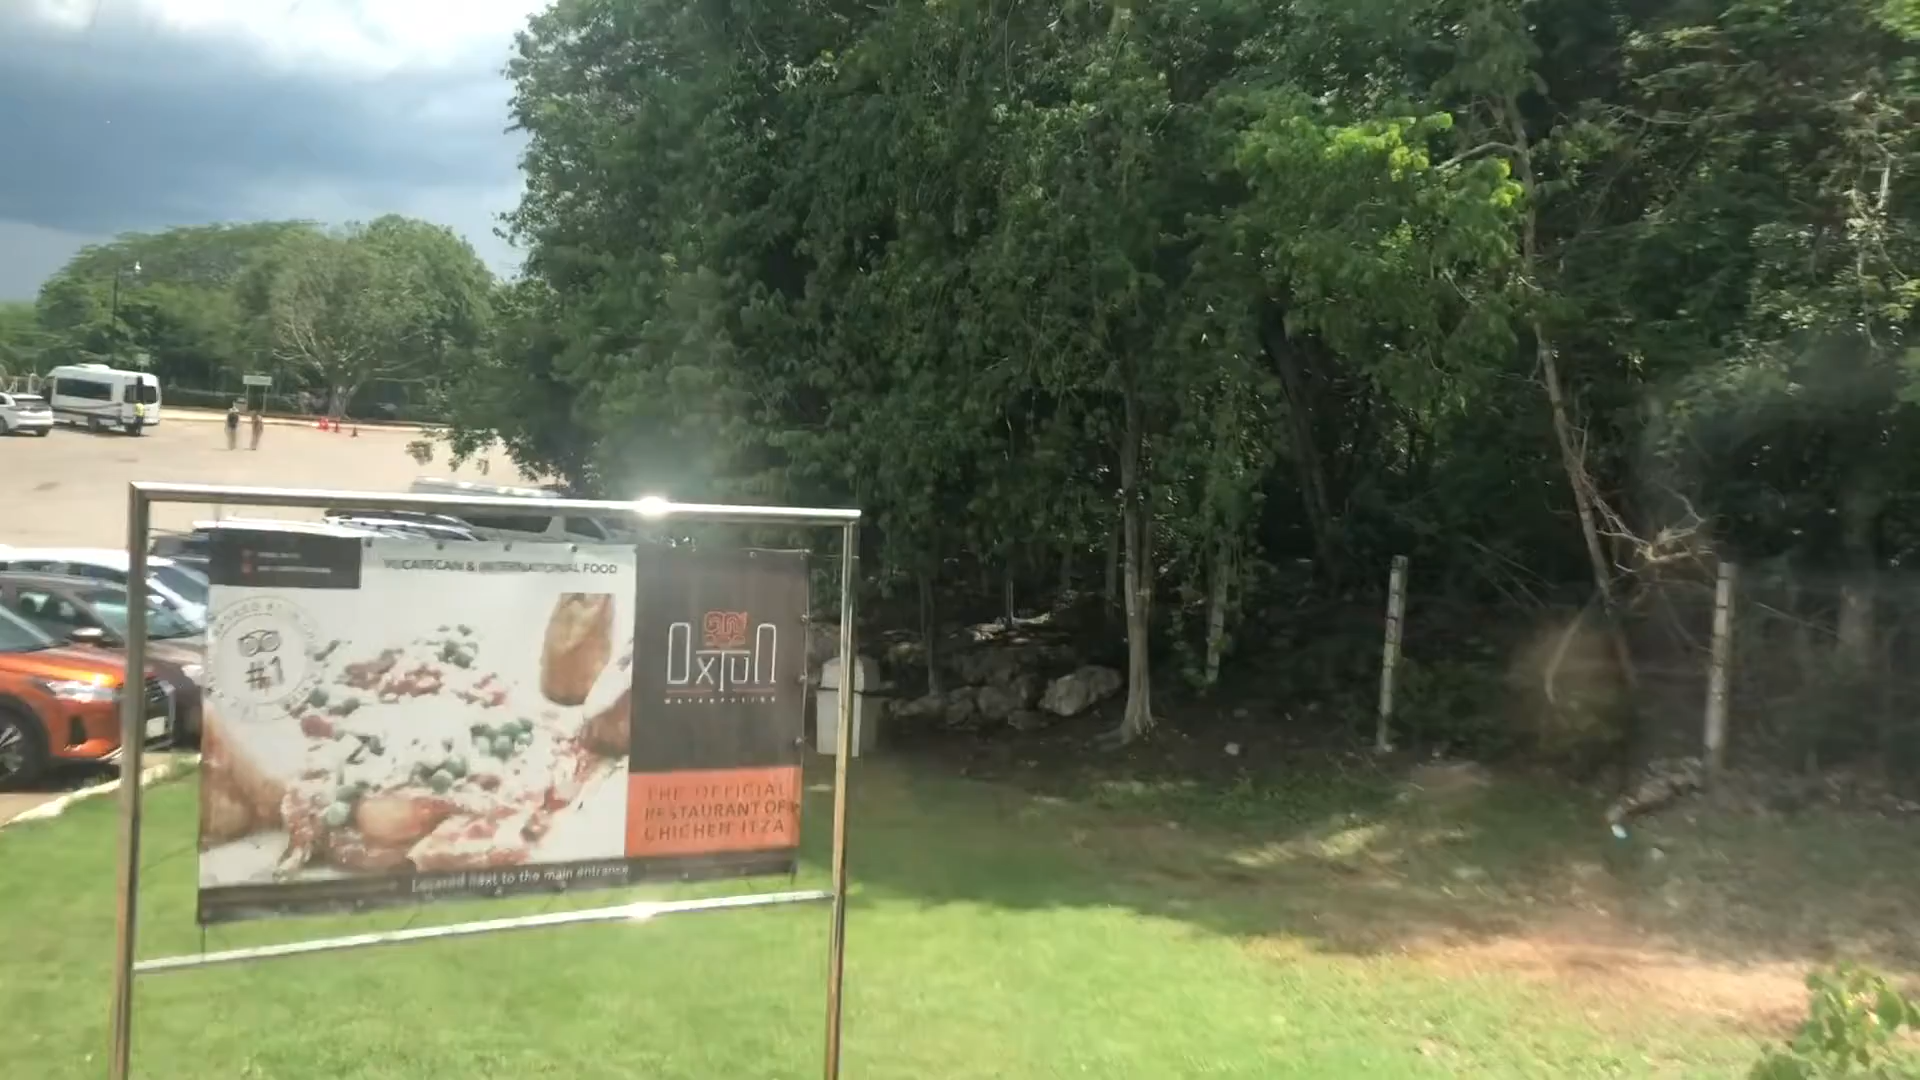 YUCATECAN & INTERNATIONAL FOOD
#1
OXTUN
THE OFFICIAL
RESTAURANT OF
CHICHEN ITZA
Located next to the main entrance